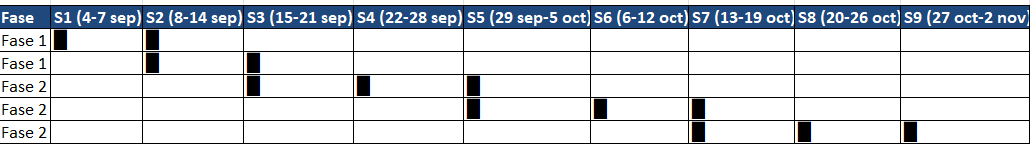 Fase S1 (4-7 sep) S2 (8-14 sep) S3 (15-21 sep) S4 (22-28 sep) S5 (29 sep-5 oct) S6 (6-12 oct) S7 (13-19 oct) S8 (20-26 oct) S9 (27 oct-2 nov)
Fase 1 █ █
Fase 1 █ █
Fase 2 █ █ █
Fase 2 █ █ █
Fase 2 █ █ █